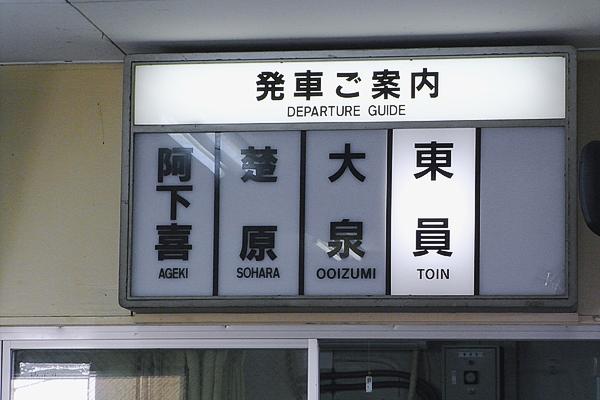 発車ご案内
DEPARTURE GUIDE
阿下喜
AGEKI
楚原
SOHARA
大泉
OOIZUMI
東員
TOIN